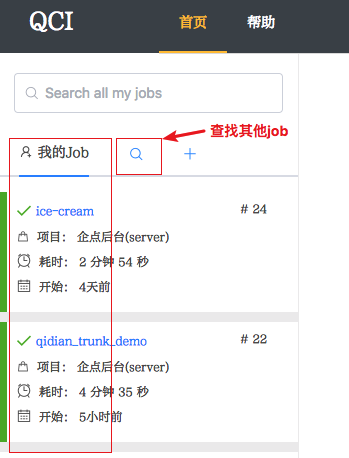 QCI 首页 帮助
Search all my jobs
查找其他job
我的Job
ice-cream # 24
项目: 企点后台(server)
耗时: 2 分钟 54 秒
开始: 4天前
qidian_trunk_demo # 22
项目: 企点后台(server)
耗时: 4 分钟 35 秒
开始: 5小时前